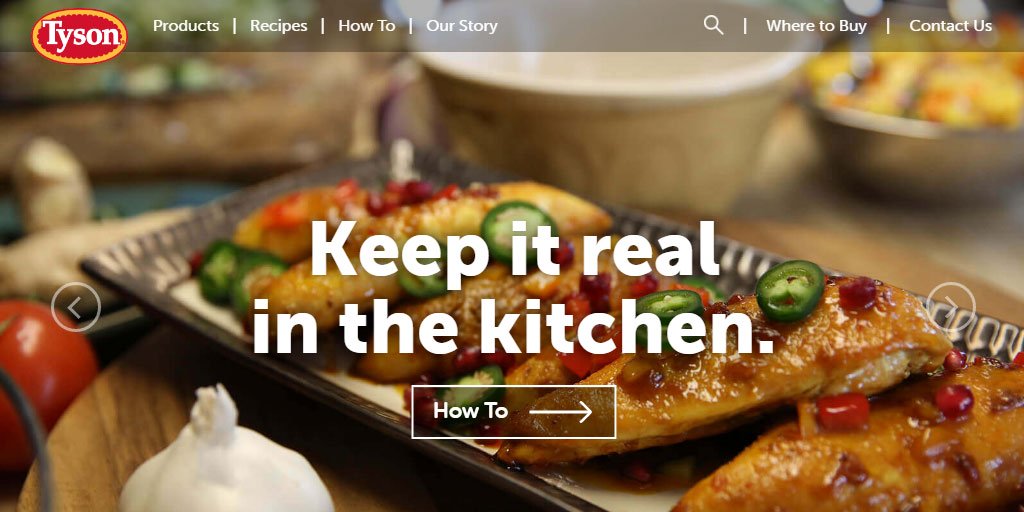 Tyson
Products | Recipes | How To | Our Story
| Where to Buy | Contact Us
Keep it real
in the kitchen.
How To